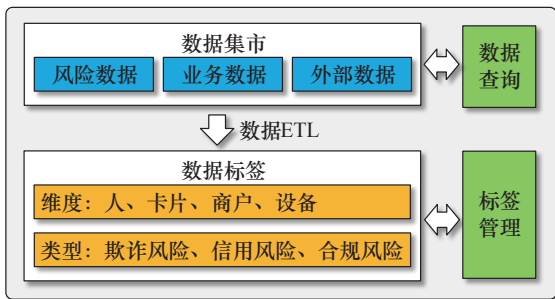 数据集市
风险数据 业务数据 外部数据
数据
查询
数据ETL
数据标签
维度：人、卡片、商户、设备
类型：欺诈风险、信用风险、合规风险
标签
管理